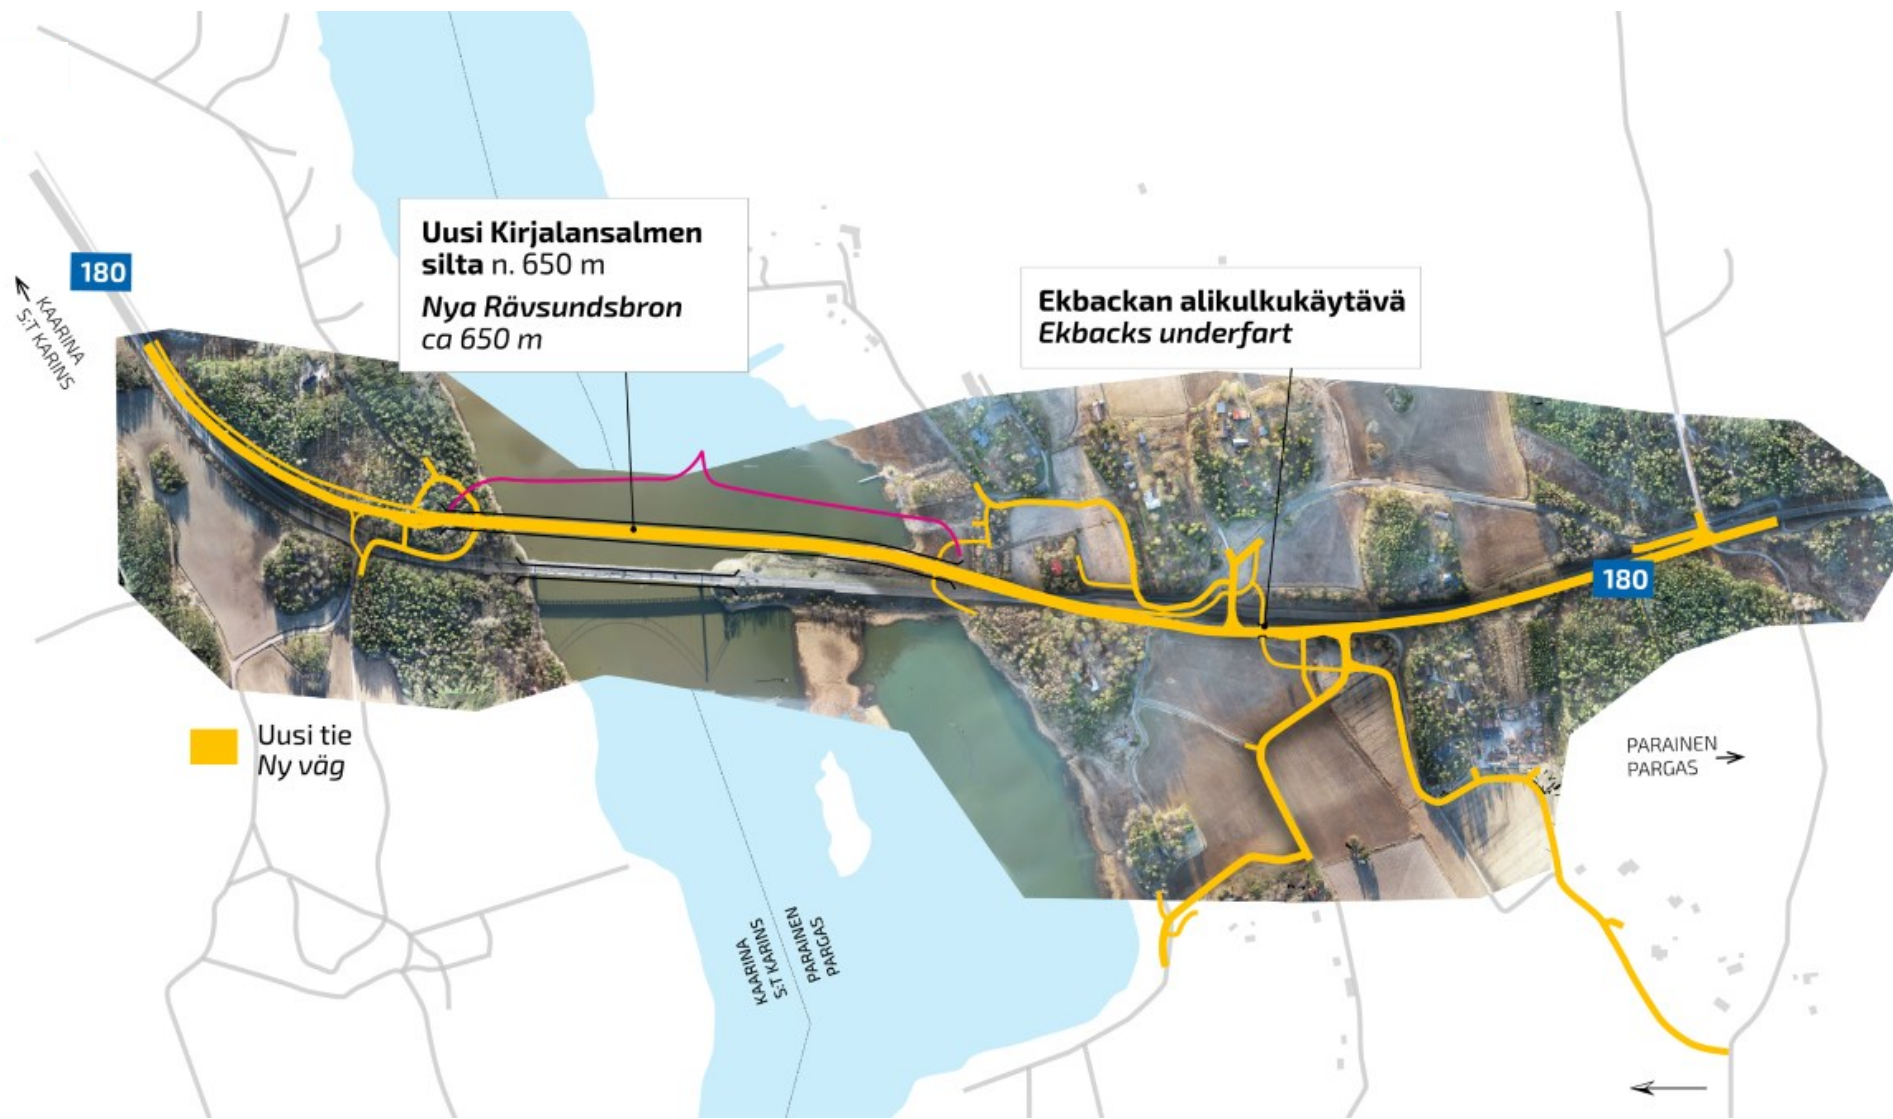 180
KAARINA
S:T KARINS
Uusi Kirjalansalmen
silta n. 650 m
Nya Rävsundsbron
ca 650 m
Ekbackan alikulkukäytävä
Ekbacks underfart
180
Uusi tie
Ny väg
PARAINEN
PARGAS
KAARINA
S:T KARINS
PARAINEN
PARGAS